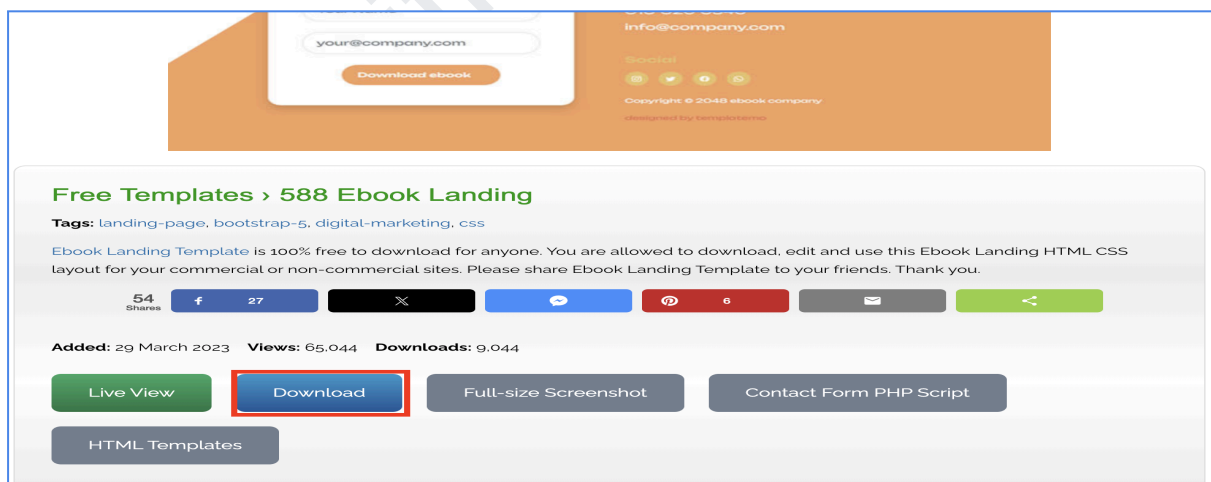 info@company.com
your@company.com
Download ebook
Social
Copyright © 2048 ebook company
designed by templatemo
Free Templates › 588 Ebook Landing
Tags: landing-page, bootstrap-5, digital-marketing, css
Ebook Landing Template is 100% free to download for anyone. You are allowed to download, edit and use this Ebook Landing HTML CSS
layout for your commercial or non-commercial sites. Please share Ebook Landing Template to your friends. Thank you.
54 27 6
Shares
Added: 29 March 2023 Views: 65,044 Downloads: 9,044
Live View Download Full-size Screenshot Contact Form PHP Script
HTML Templates